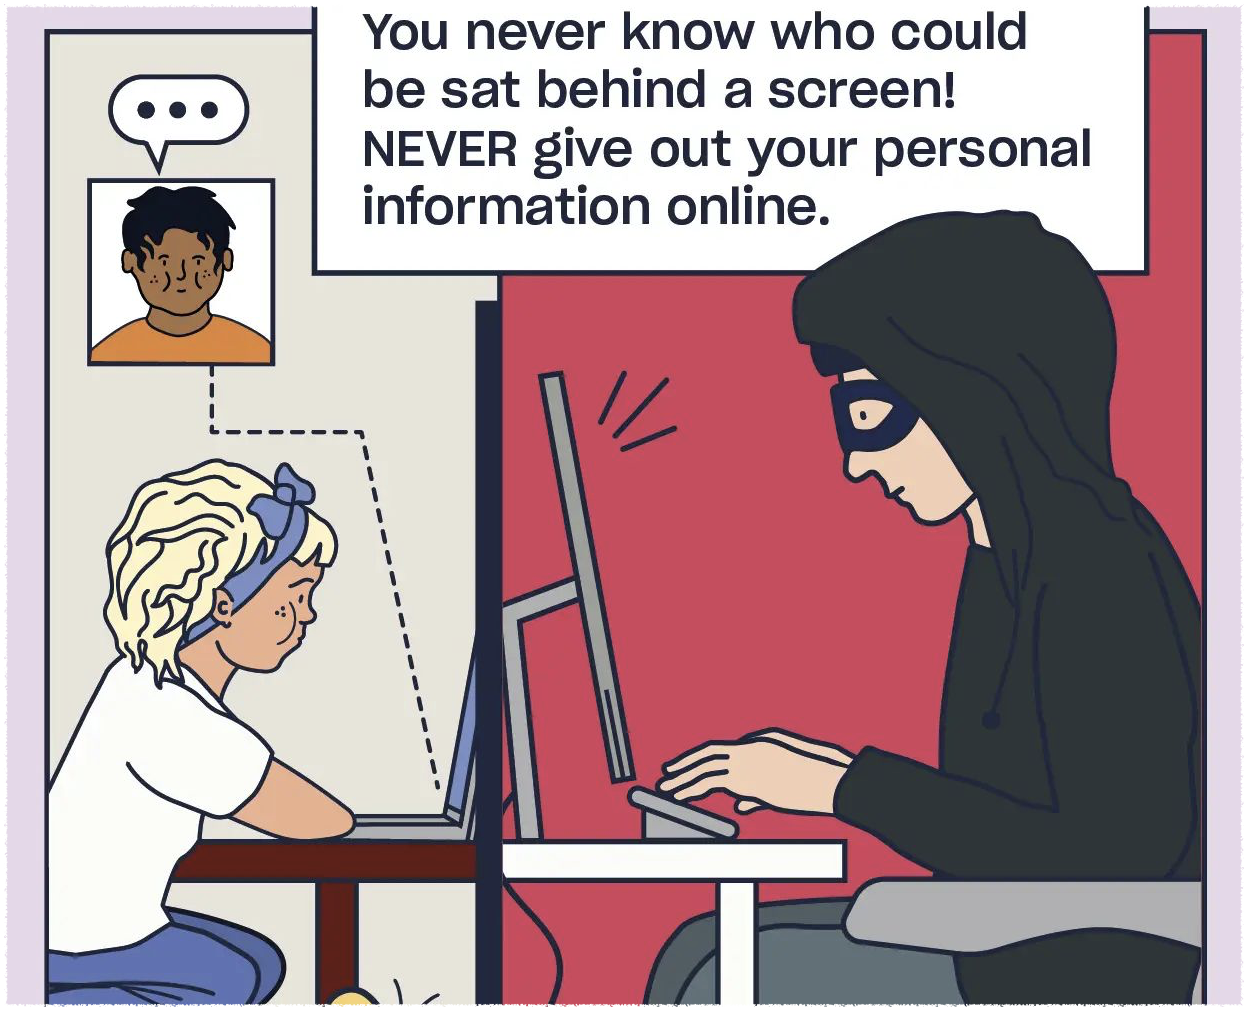 You never know who could
be sat behind a screen!
NEVER give out your personal
information online.